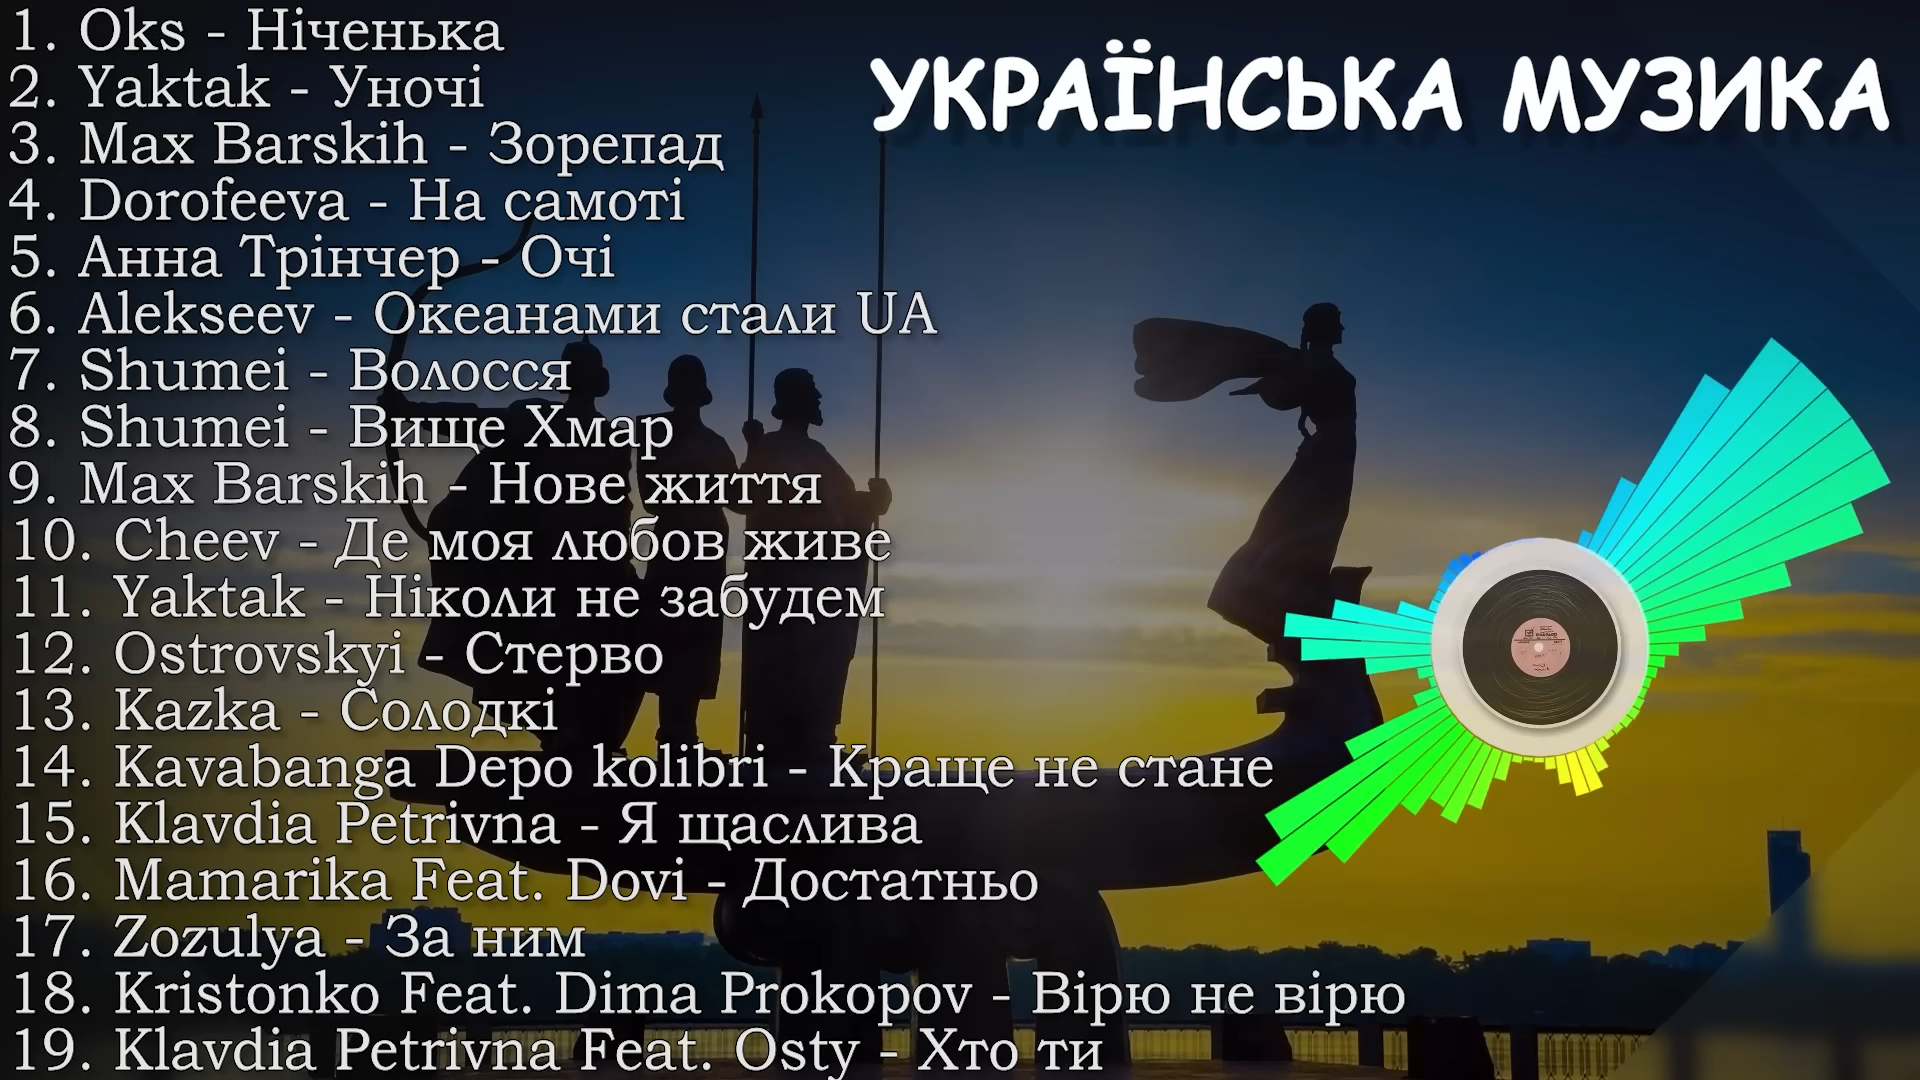 УКРАЇНСЬКА МУЗИКА
1. Oks - Ніченька
2. Yaktak - Уночі
3. Max Barskih - Зорепад
4. Dorofeeva - На самоті
5. Анна Трінчер - Очі
6. Alekseev - Океанами стали UA
7. Shumei - Волосся
8. Shumei - Вище Хмар
9. Max Barskih - Нове життя
10. Cheev - Де моя любов живе
11. Yaktak - Ніколи не забудем
12. Ostrovskyi - Стерво
13. Kazka - Солодкі
14. Kavabanga Depo kolibri - Краще не стане
15. Klavdia Petrivna - Я щаслива
16. Mamarika Feat. Dovi - Достатньо
17. Zozulya - За ним
18. Kristonko Feat. Dima Prokopov - Вірю не вірю
19. Klavdia Petrivna Feat. Osty - Хто ти